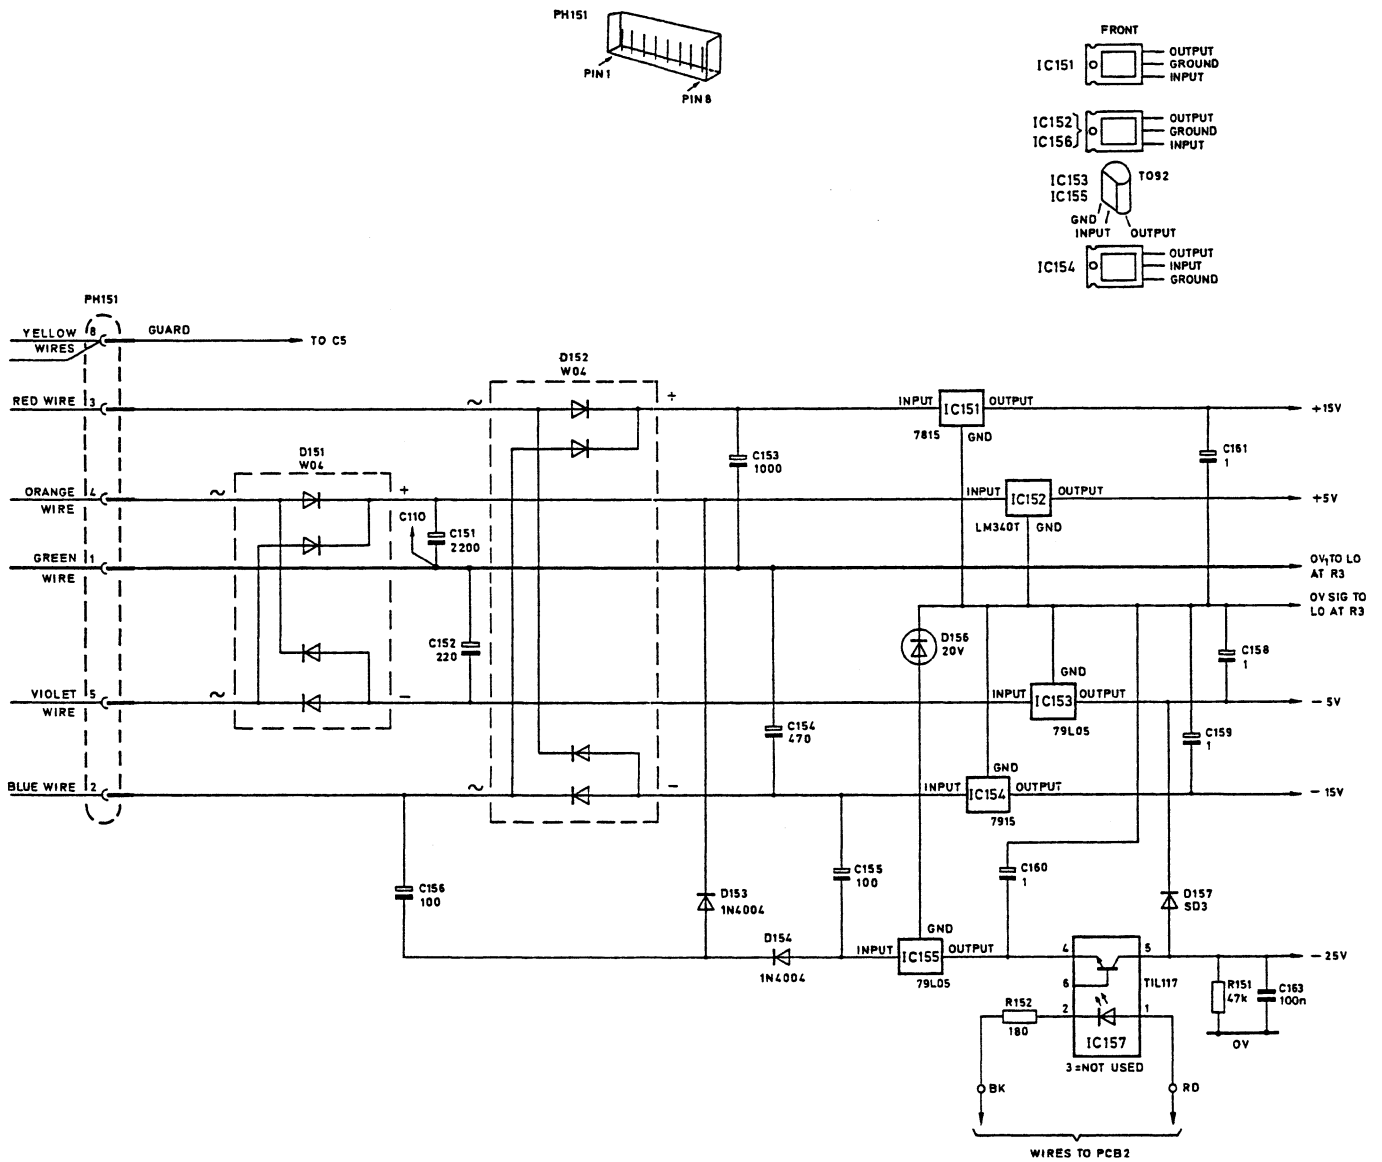 PH151
PIN 1
PIN 8
FRONT
IC151
OUTPUT
GROUND
INPUT
IC152
IC156
OUTPUT
GROUND
INPUT
IC153
IC155
TO92
GND
INPUT
OUTPUT
IC154
OUTPUT
INPUT
GROUND
PH151
YELLOW
WIRES
8
GUARD
TO C5
D152
W04
RED WIRE
3
~
+
INPUT
IC151
OUTPUT
+15V
7815
GND
D151
W04
C153
1000
C161
1
ORANGE
WIRE
4
~
+
INPUT
IC152
OUTPUT
+5V
C110
C151
2200
LM340T
GND
GREEN
WIRE
1
0V1 TO LO
AT R3
0V SIG TO
LO AT R3
C152
220
D156
20V
C158
1
GND
VIOLET
WIRE
5
~
-
INPUT
IC153
OUTPUT
- 5V
79L05
C154
470
C159
1
GND
BLUE WIRE
2
~
-
INPUT
IC154
OUTPUT
- 15V
7915
C156
100
D153
1N4004
C155
100
C160
1
D157
SD3
D154
1N4004
GND
INPUT
IC155
OUTPUT
79L05
4
5
- 25V
6
TIL117
R151
47k
C163
100n
R152
180
2
1
IC157
0V
3=NOT USED
BK
RD
WIRES TO PCB2